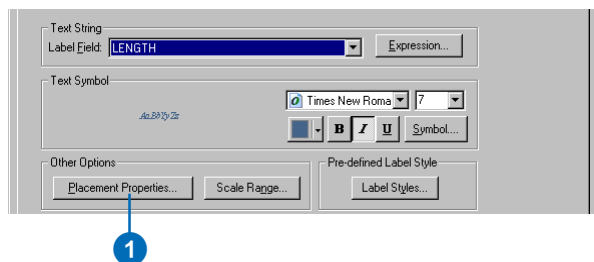 Text String
Label Field: LENGTH Expression...
Text Symbol
AaBbYyZz
Times New Roma 7
B I U Symbol...
Other Options Pre-defined Label Style
Placement Properties... Scale Range... Label Styles...
1